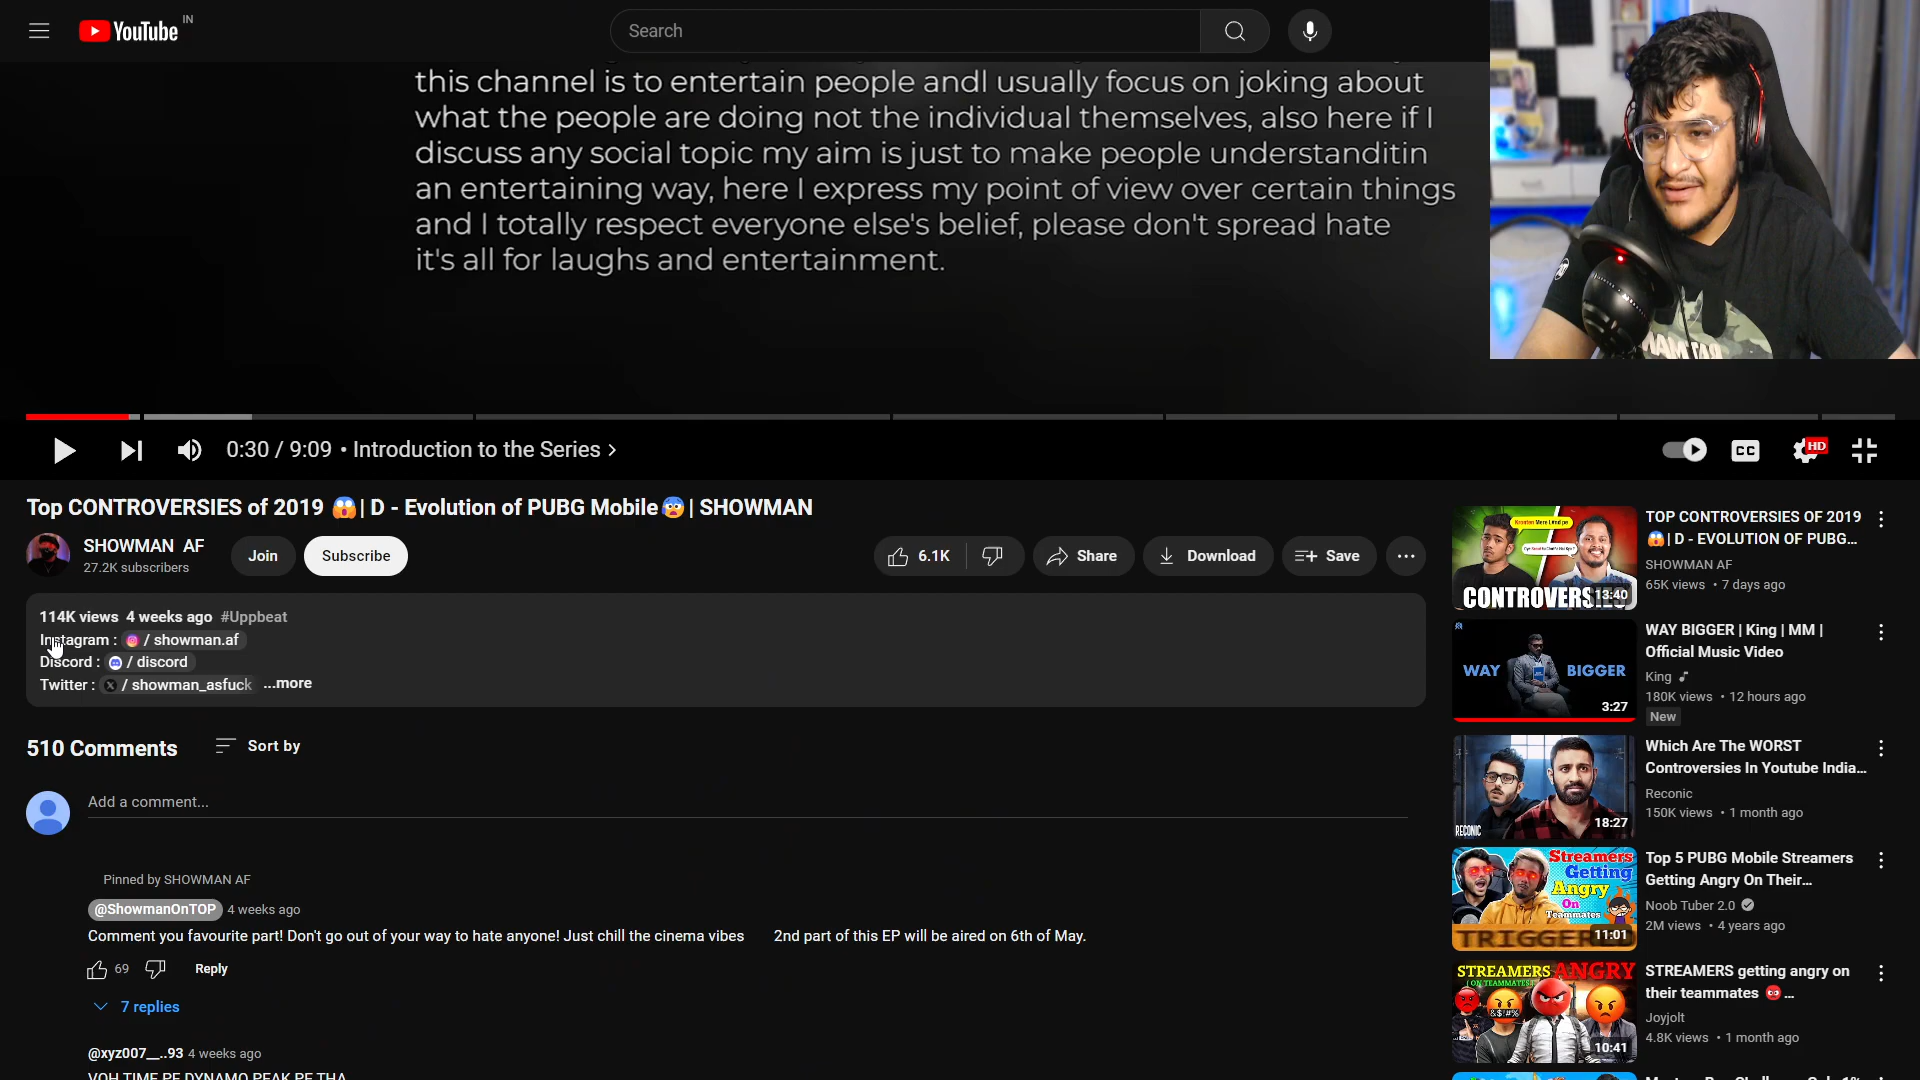 YouTube IN
Search
this channel is to entertain people andI usually focus on joking about
what the people are doing not the individual themselves, also here if I
discuss any social topic my aim is just to make people understanditin
an entertaining way, here I express my point of view over certain things
and I totally respect everyone else's belief, please don't spread hate
it's all for laughs and entertainment.
0:30 / 9:09 • Introduction to the Series >
CC
HD
Top CONTROVERSIES of 2019 😱| D - Evolution of PUBG Mobile😰| SHOWMAN
SHOWMAN AF
27.2K subscribers
Join
Subscribe
6.1K
Share
Download
Save
114K views 4 weeks ago #Uppbeat
Instagram : / showman.af
Discord : / discord
Twitter : / showman_asfuck ...more
510 Comments
Sort by
Add a comment...
Pinned by SHOWMAN AF
@ShowmanOnTOP 4 weeks ago
Comment you favourite part! Don't go out of your way to hate anyone! Just chill the cinema vibes 2nd part of this EP will be aired on 6th of May.
69
Reply
7 replies
@xyz007__..93 4 weeks ago
VOH TIME PE DYNAMO PEAK PE THA
CONTROVERSIES
13:40
TOP CONTROVERSIES OF 2019
😱| D - EVOLUTION OF PUBG...
SHOWMAN AF
65K views • 7 days ago
WAY BIGGER
3:27
WAY BIGGER | King | MM |
Official Music Video
King
180K views • 12 hours ago
New
RECONIC
18:27
Which Are The WORST
Controversies In Youtube India...
Reconic
150K views • 1 month ago
Streamers
Getting
Angry
On
Teammates
TRIGGERED
11:01
Top 5 PUBG Mobile Streamers
Getting Angry On Their...
Noob Tuber 2.0
2M views • 4 years ago
STREAMERS ANGRY
10:41
STREAMERS getting angry on
their teammates 😡...
Joyjolt
4.8K views • 1 month ago